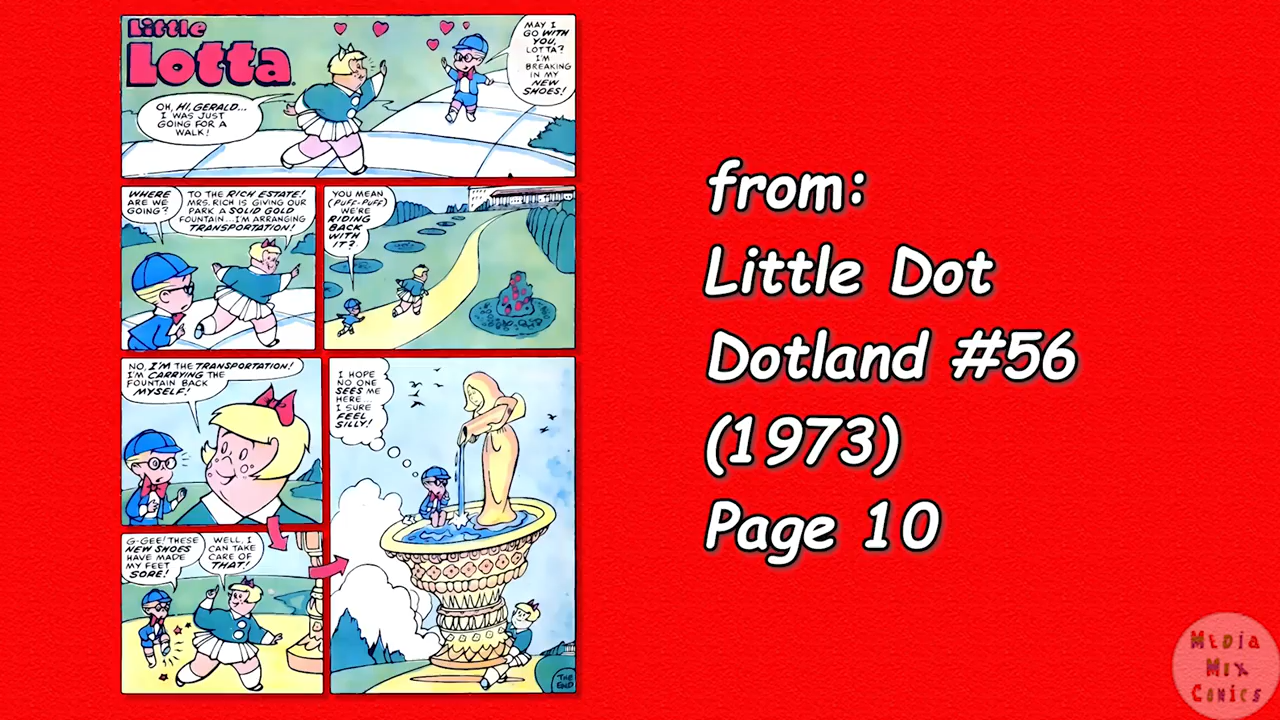 Little
Lotta
OH, HI, GERALD...
I WAS JUST
GOING FOR A
WALK!
MAY I
GO WITH
YOU,
LOTTA?
I'M
BREAKING
IN MY
NEW
SHOES!
WHERE
ARE WE
GOING?
TO THE RICH ESTATE!
MRS. RICH IS GIVING OUR
PARK A SOLID GOLD
FOUNTAIN...I'M ARRANGING
TRANSPORTATION!
YOU MEAN
(PUFF-PUFF)
WE'RE
RIDING
BACK
WITH
IT?
NO, I'M THE TRANSPORTATION!
I'M CARRYING THE
FOUNTAIN BACK
MYSELF!
G-GEE! THESE
NEW SHOES
HAVE MADE
MY FEET
SORE!
WELL, I
CAN TAKE
CARE OF
THAT!
I HOPE
NO ONE
SEES ME
HERE...
I SURE
FEEL
SILLY!
THE
END
from:
Little Dot
Dotland #56
(1973)
Page 10
MEDIA
MIX
COMICS